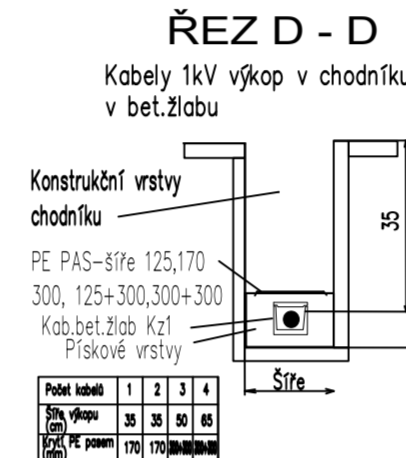 ŘEZ D - D
Kabely 1kV výkop v chodníku
v bet.žlabu
Konstrukční vrstvy
chodníku
35
PE PAS-šíře 125,170
300, 125+300,300+300
Kab.bet.žlab Kz1
Pískové vrstvy
Šíře
Počet kabelů 1 2 3 4
Šíře výkopu (cm) 35 35 50 65
Krytí PE pasem (mm) 170 170